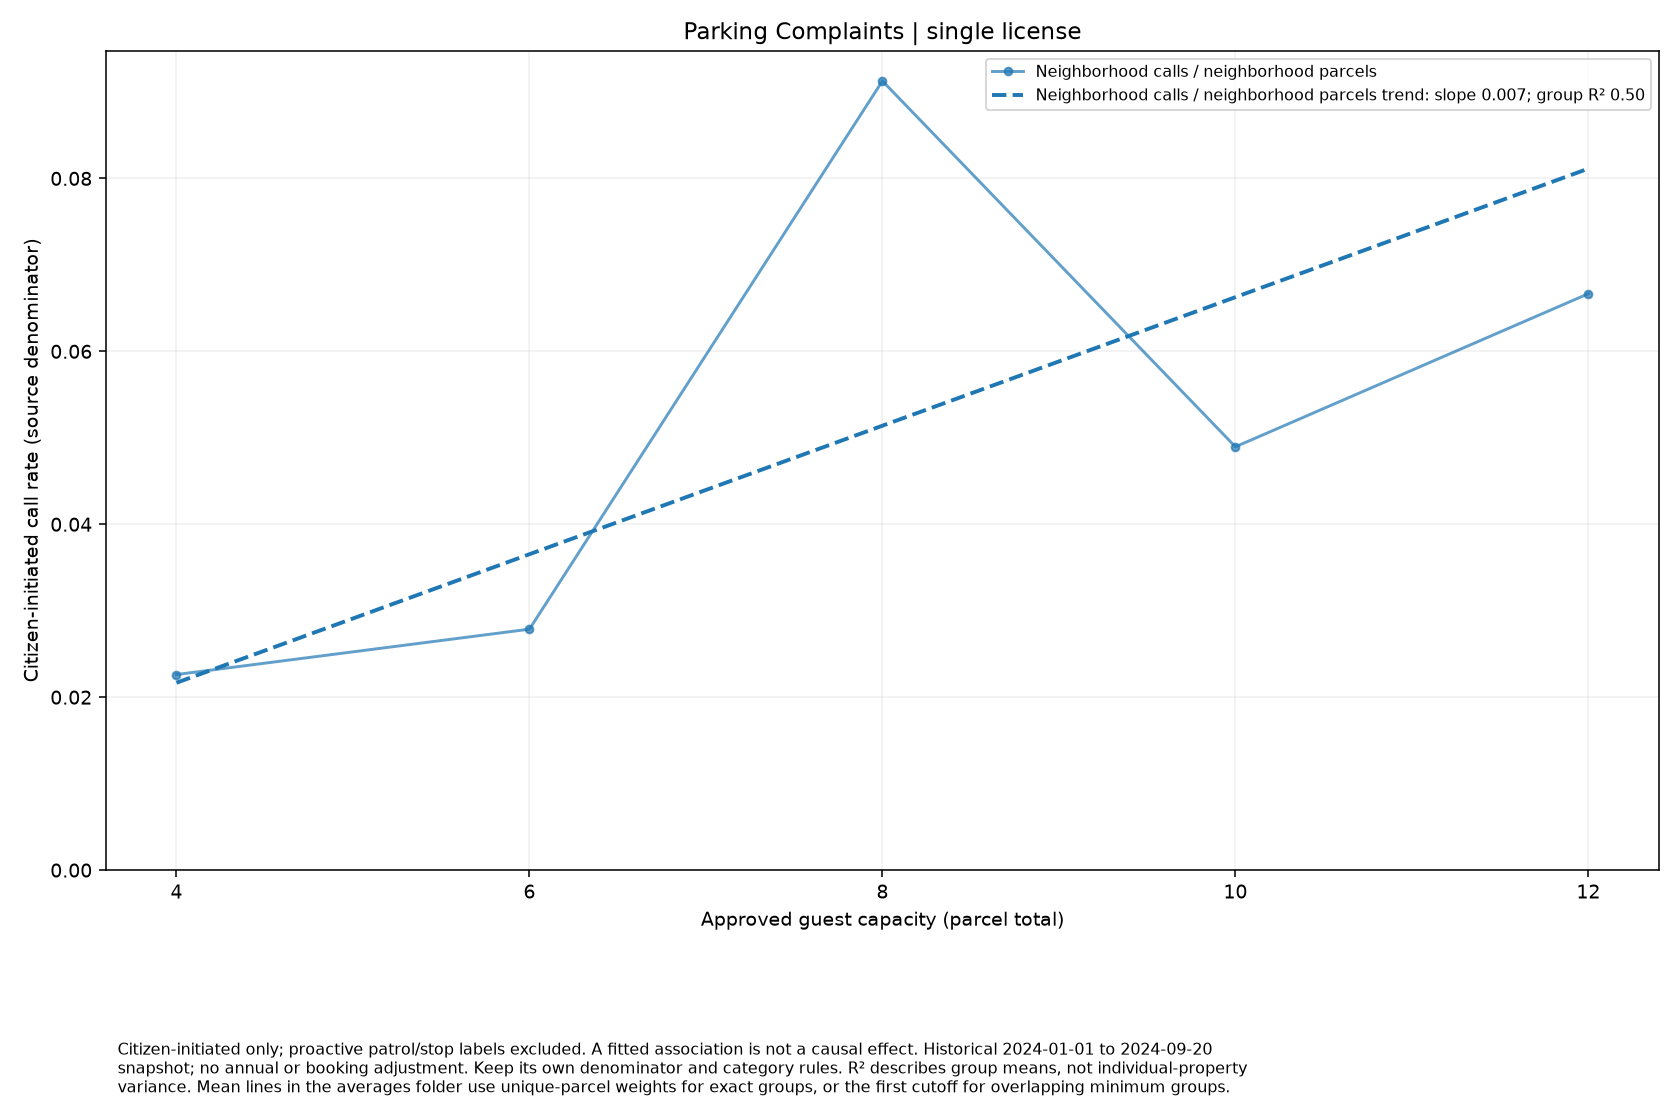 Parking Complaints | single license
Neighborhood calls / neighborhood parcels
Neighborhood calls / neighborhood parcels trend: slope 0.007; group R² 0.50
Citizen-initiated call rate (source denominator)
0.08
0.06
0.04
0.02
0.00
4
6
8
10
12
Approved guest capacity (parcel total)
Citizen-initiated only; proactive patrol/stop labels excluded. A fitted association is not a causal effect. Historical 2024-01-01 to 2024-09-20
snapshot; no annual or booking adjustment. Keep its own denominator and category rules. R² describes group means, not individual-property
variance. Mean lines in the averages folder use unique-parcel weights for exact groups, or the first cutoff for overlapping minimum groups.